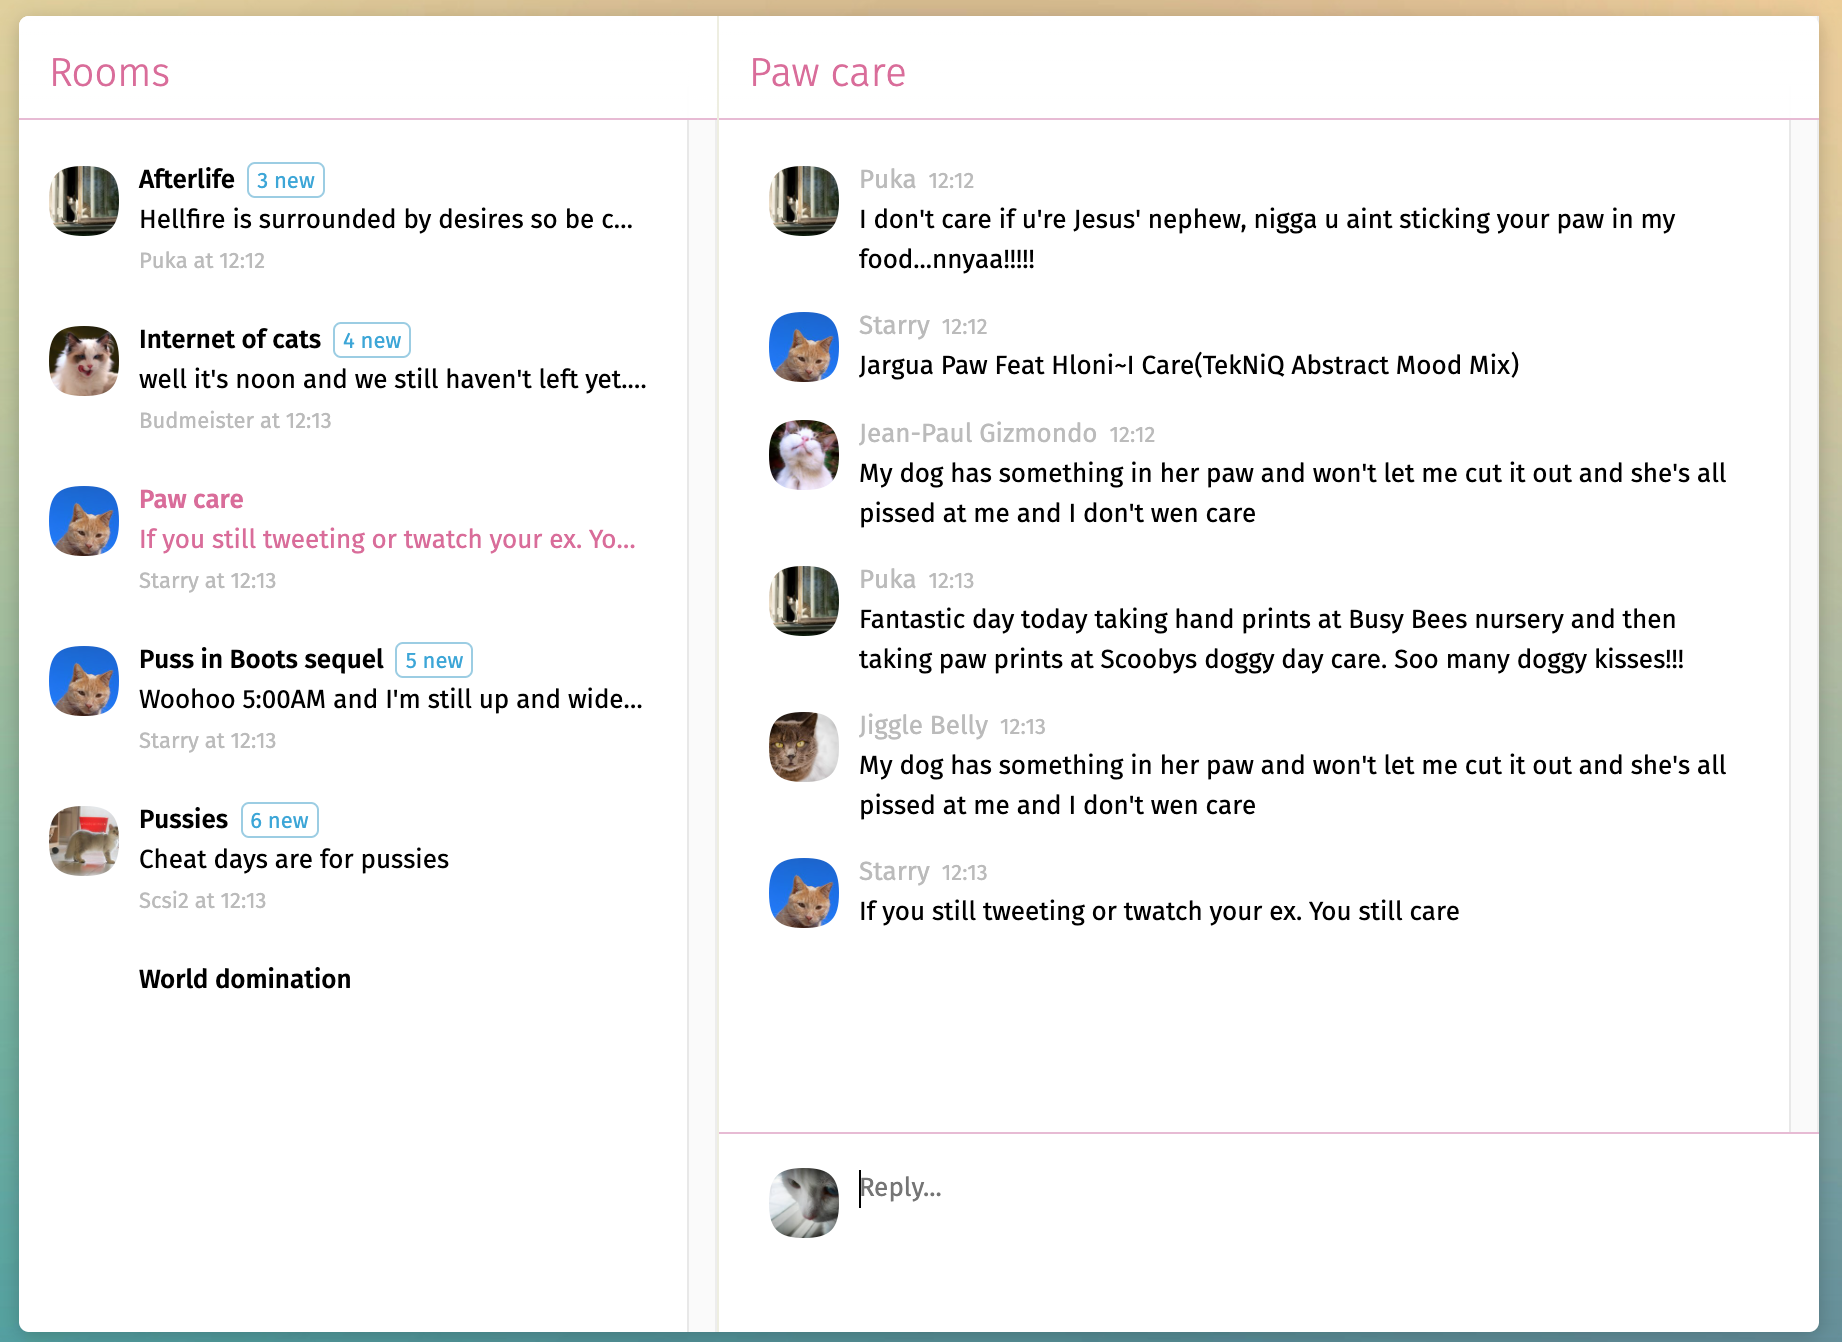 Rooms
Afterlife 3 new
Hellfire is surrounded by desires so be c...
Puka at 12:12
Internet of cats 4 new
well it's noon and we still haven't left yet....
Budmeister at 12:13
Paw care
If you still tweeting or twatch your ex. Yo...
Starry at 12:13
Puss in Boots sequel 5 new
Woohoo 5:00AM and I'm still up and wide...
Starry at 12:13
Pussies 6 new
Cheat days are for pussies
Scsi2 at 12:13
World domination
Paw care
Puka 12:12
I don't care if u're Jesus' nephew, nigga u aint sticking your paw in my
food...nnyaa!!!!!
Starry 12:12
Jargua Paw Feat Hloni~I Care(TekNiQ Abstract Mood Mix)
Jean-Paul Gizmondo 12:12
My dog has something in her paw and won't let me cut it out and she's all
pissed at me and I don't wen care
Puka 12:13
Fantastic day today taking hand prints at Busy Bees nursery and then
taking paw prints at Scoobys doggy day care. Soo many doggy kisses!!!
Jiggle Belly 12:13
My dog has something in her paw and won't let me cut it out and she's all
pissed at me and I don't wen care
Starry 12:13
If you still tweeting or twatch your ex. You still care
Reply...